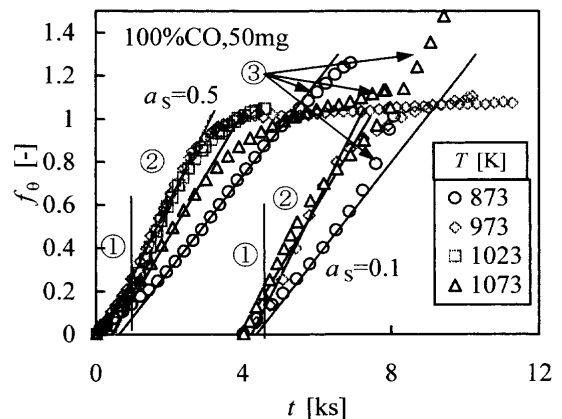 1.4
1.2
1
0.8
0.6
0.4
0.2
0
f_θ [-]
100%CO,50mg
a_S=0.5
③
②
①
②
①
a_S=0.1
T [K]
873
973
1023
1073
0 4 8 12
t [ks]